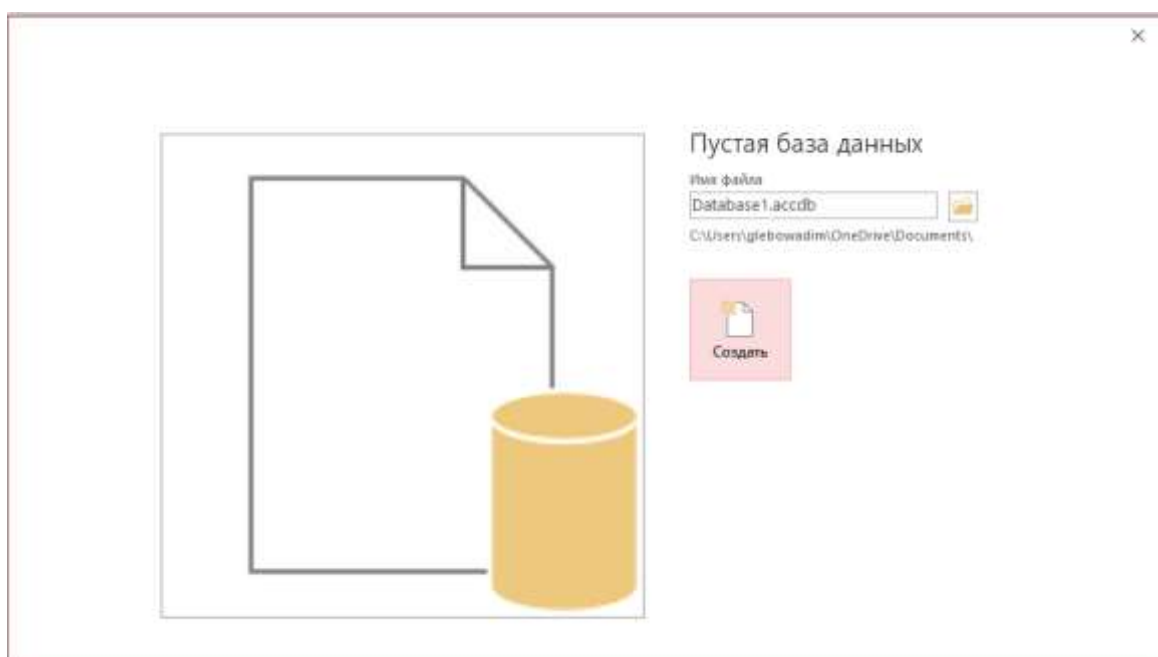 Пустая база данных
Имя файла
Database1.accdb
C:\Users\glebowadim\OneDrive\Documents\
Создать